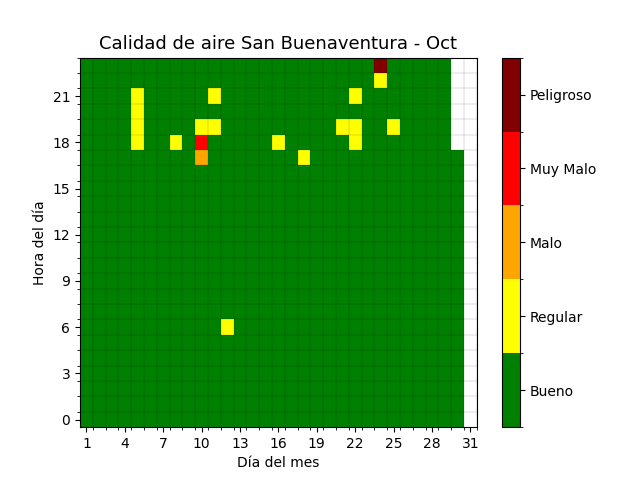 Calidad de aire San Buenaventura - Oct
Hora del día
21
18
15
12
9
6
3
0
1 4 7 10 13 16 19 22 25 28 31
Día del mes
Peligroso
Muy Malo
Malo
Regular
Bueno